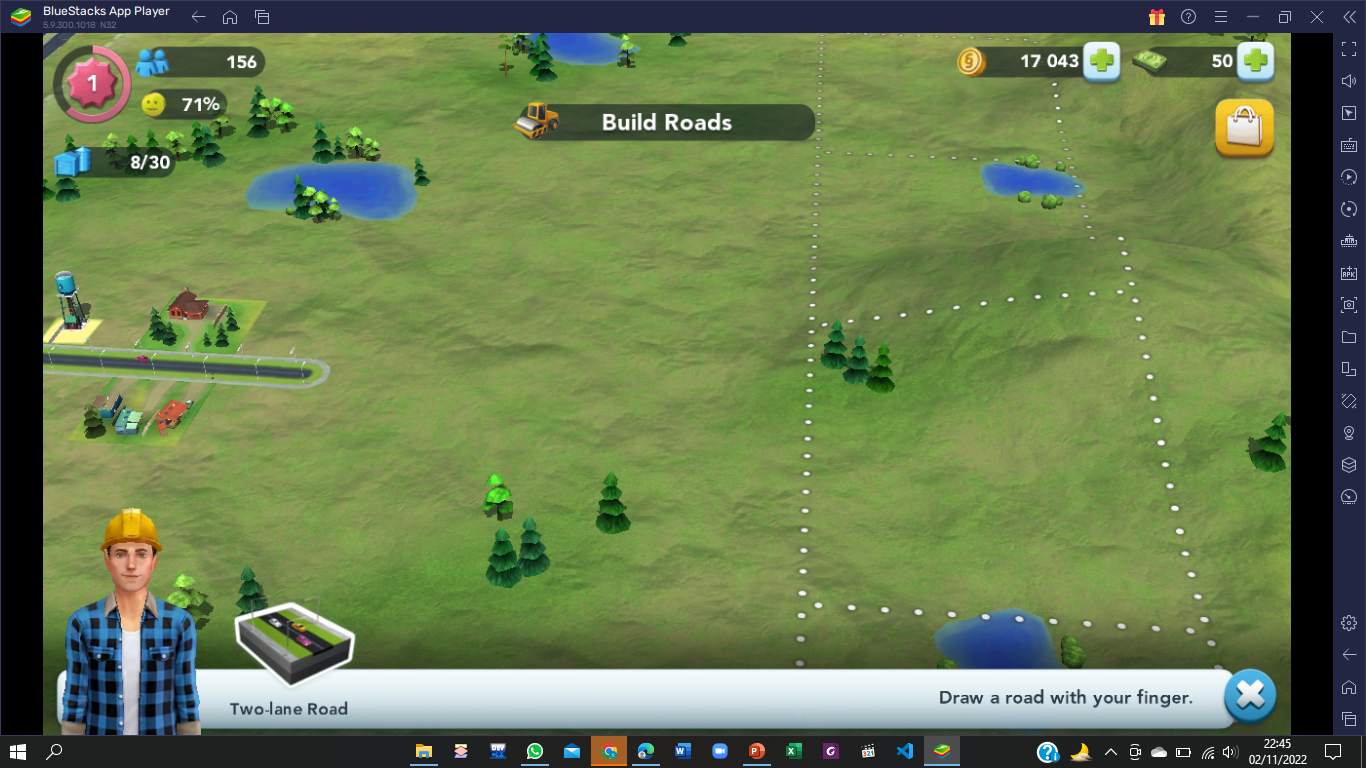 BlueStacks App Player
5.9.300.1018 N32
1
156
71%
8/30
Build Roads
17 043
50
Two-lane Road
Draw a road with your finger.
22:45
02/11/2022